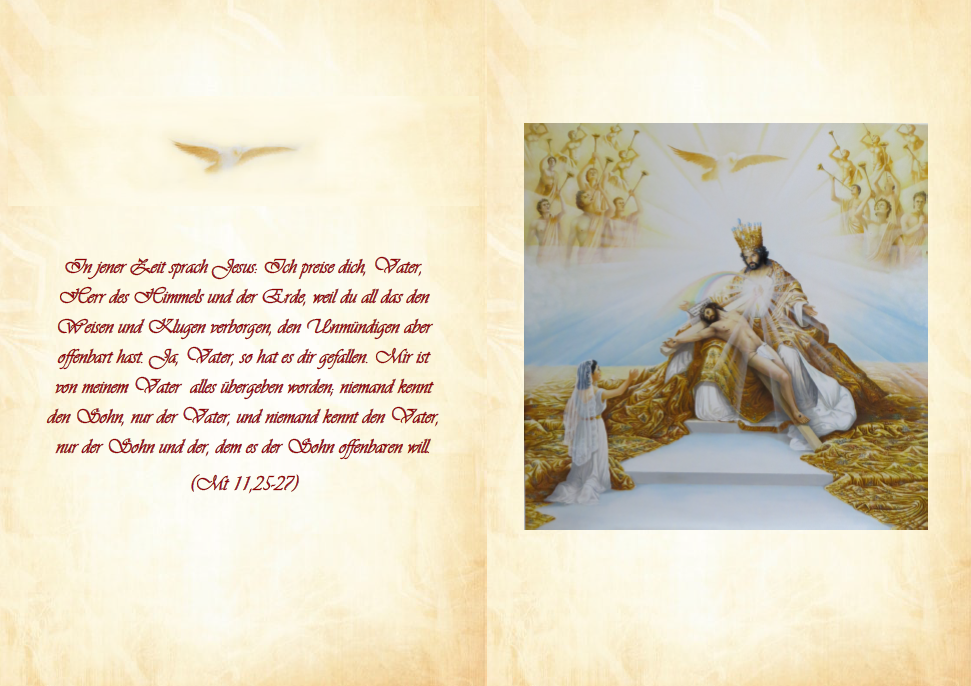 In jener Zeit sprach Jesus: Ich preise dich, Vater,
Herr des Himmels und der Erde, weil du all das den
Weisen und Klugen verborgen, den Unmündigen aber
offenbart hast. Ja, Vater, so hat es dir gefallen. Mir ist
von meinem Vater alles übergeben worden; niemand kennt
den Sohn, nur der Vater, und niemand kennt den Vater,
nur der Sohn und der, dem es der Sohn offenbaren will.
(Mt 11,25-27)